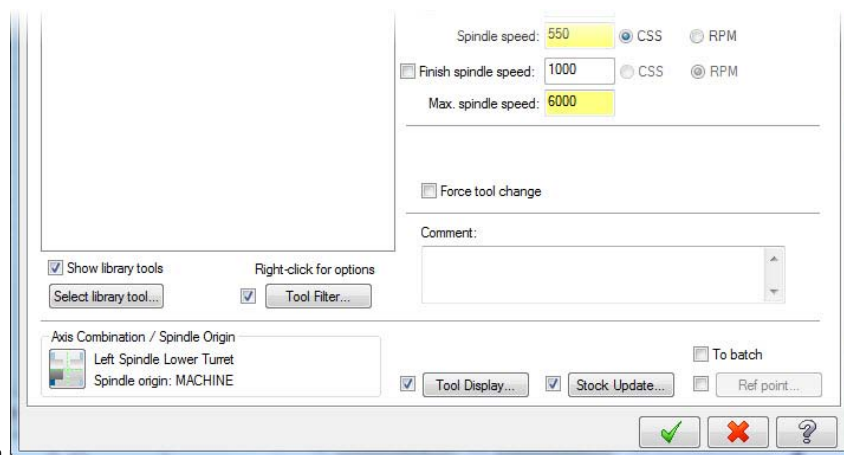 Spindle speed: 550 CSS RPM
Finish spindle speed: 1000 CSS RPM
Max. spindle speed: 6000
Force tool change
Comment:
Show library tools Right-click for options
Select library tool... Tool Filter...
Axis Combination / Spindle Origin
Left Spindle Lower Turret
Spindle origin: MACHINE
To batch
Tool Display... Stock Update... Ref point...